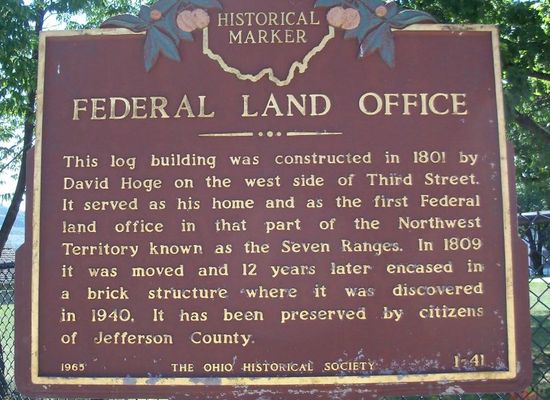 HISTORICAL
MARKER
FEDERAL LAND OFFICE
This log building was constructed in 1801 by
David Hoge on the west side of Third Street.
It served as his home and as the first Federal
land office in that part of the Northwest
Territory known as the Seven Ranges. In 1809
it was moved and 12 years later encased in
a brick structure where it was discovered
in 1940. It has been preserved by citizens
of Jefferson County.
1965 THE OHIO HISTORICAL SOCIETY 1-41